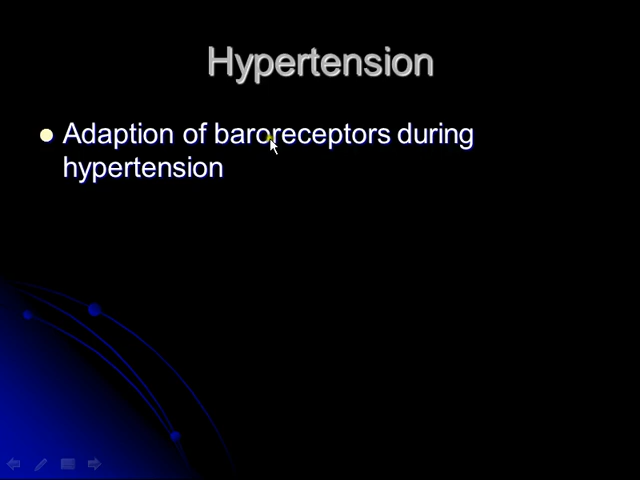 Hypertension
Adaption of baroreceptors during
hypertension